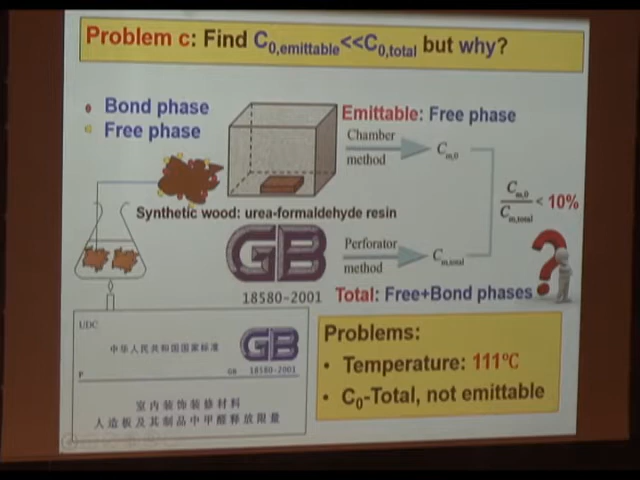 Problem c: Find C0,emittable<<C0,total but why?
Bond phase
Free phase
Emittable: Free phase
Chamber
method
Cm,0
Cm,0
Cm,total
< 10%
Synthetic wood: urea-formaldehyde resin
GB
18580-2001
Perforator
method
Cm,total
Total: Free+Bond phases
?
UDC
中华人民共和国国家标准
GB
P
GB 18580-2001
室内装饰装修材料
人造板及其制品中甲醛释放限量
Problems:
• Temperature: 111℃
• C0-Total, not emittable